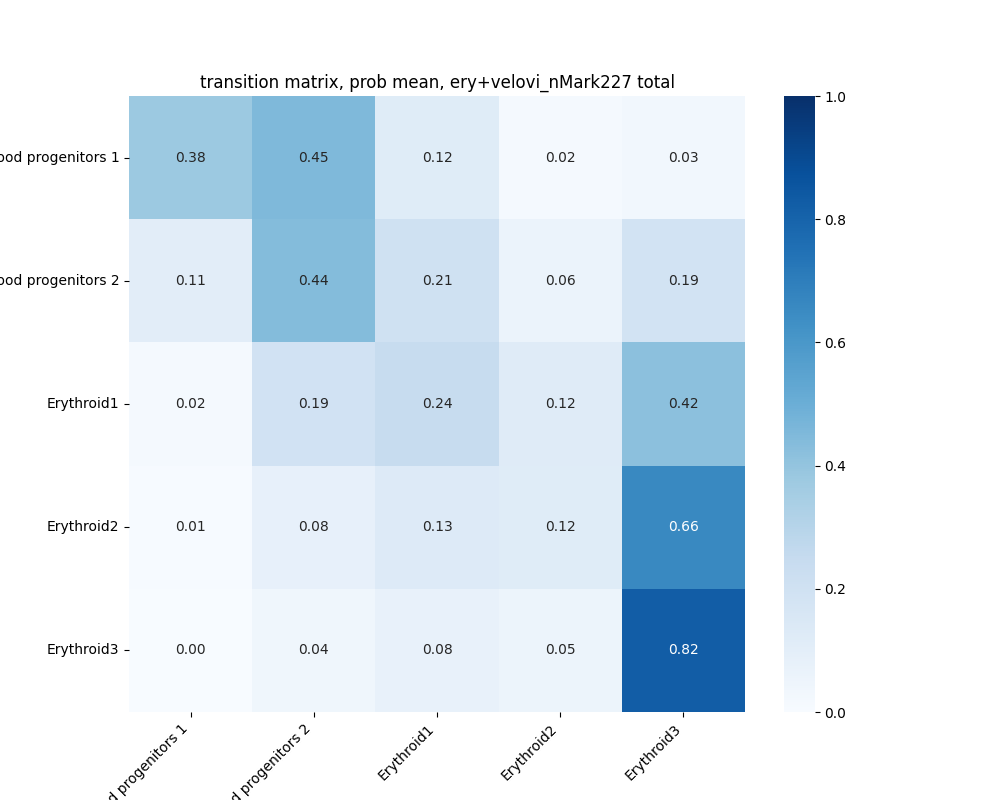 transition matrix, prob mean, ery+velovi_nMark227 total
ood progenitors 1 0.38 0.45 0.12 0.02 0.03
ood progenitors 2 0.11 0.44 0.21 0.06 0.19
Erythroid1 0.02 0.19 0.24 0.12 0.42
Erythroid2 0.01 0.08 0.13 0.12 0.66
Erythroid3 0.00 0.04 0.08 0.05 0.82
d progenitors 1
d progenitors 2
Erythroid1
Erythroid2
Erythroid3
1.0
0.8
0.6
0.4
0.2
0.0